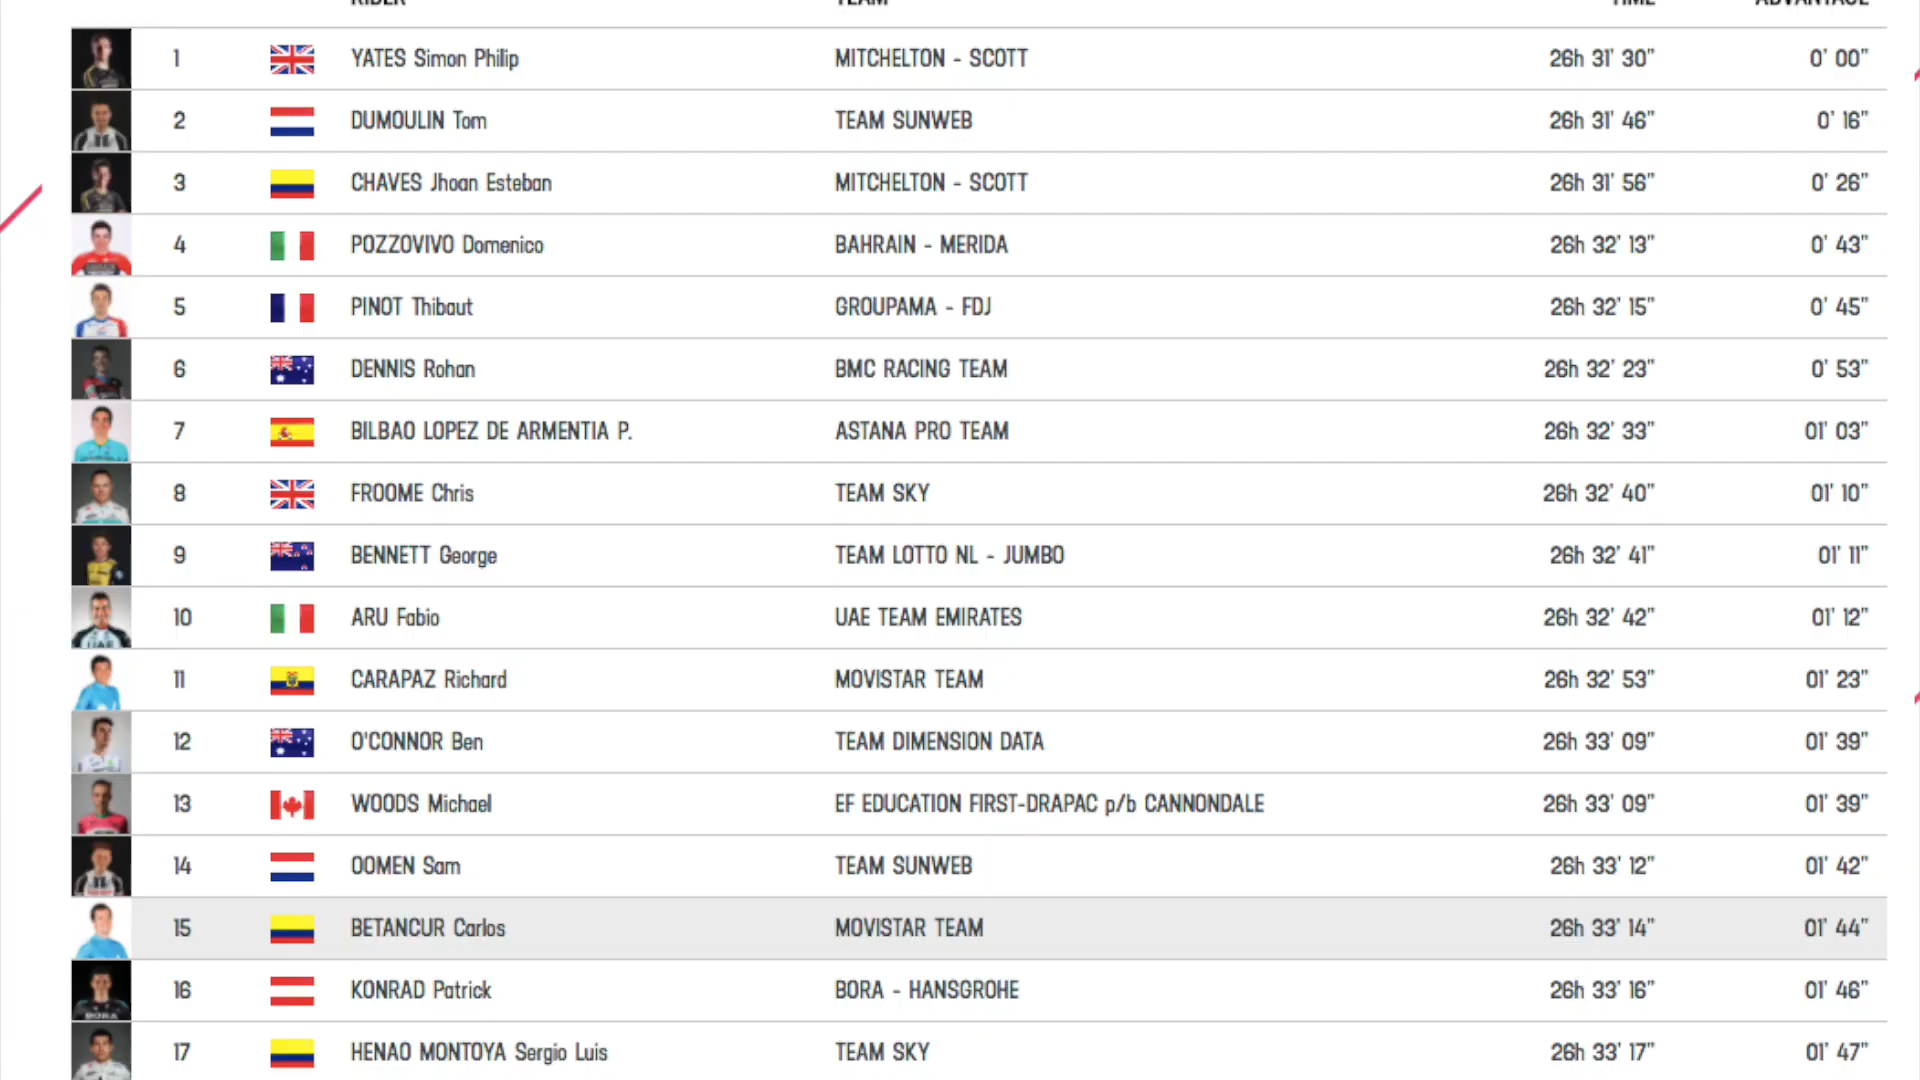 RIDER TEAM TIME ADVANTAGE
1 YATES Simon Philip MITCHELTON - SCOTT 26h 31' 30" 0' 00"
2 DUMOULIN Tom TEAM SUNWEB 26h 31' 46" 0' 16"
3 CHAVES Jhoan Esteban MITCHELTON - SCOTT 26h 31' 56" 0' 26"
4 POZZOVIVO Domenico BAHRAIN - MERIDA 26h 32' 13" 0' 43"
5 PINOT Thibaut GROUPAMA - FDJ 26h 32' 15" 0' 45"
6 DENNIS Rohan BMC RACING TEAM 26h 32' 23" 0' 53"
7 BILBAO LOPEZ DE ARMENTIA P. ASTANA PRO TEAM 26h 32' 33" 01' 03"
8 FROOME Chris TEAM SKY 26h 32' 40" 01' 10"
9 BENNETT George TEAM LOTTO NL - JUMBO 26h 32' 41" 01' 11"
10 ARU Fabio UAE TEAM EMIRATES 26h 32' 42" 01' 12"
11 CARAPAZ Richard MOVISTAR TEAM 26h 32' 53" 01' 23"
12 O'CONNOR Ben TEAM DIMENSION DATA 26h 33' 09" 01' 39"
13 WOODS Michael EF EDUCATION FIRST-DRAPAC p/b CANNONDALE 26h 33' 09" 01' 39"
14 OOMEN Sam TEAM SUNWEB 26h 33' 12" 01' 42"
15 BETANCUR Carlos MOVISTAR TEAM 26h 33' 14" 01' 44"
16 KONRAD Patrick BORA - HANSGROHE 26h 33' 16" 01' 46"
17 HENAO MONTOYA Sergio Luis TEAM SKY 26h 33' 17" 01' 47"